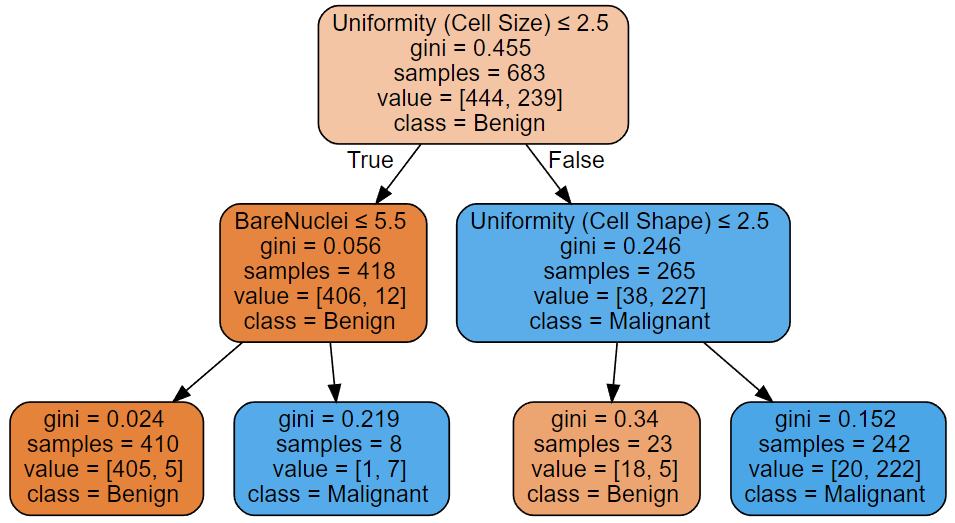 Uniformity (Cell Size) ≤ 2.5
gini = 0.455
samples = 683
value = [444, 239]
class = Benign
True
False
BareNuclei ≤ 5.5
gini = 0.056
samples = 418
value = [406, 12]
class = Benign
Uniformity (Cell Shape) ≤ 2.5
gini = 0.246
samples = 265
value = [38, 227]
class = Malignant
gini = 0.024
samples = 410
value = [405, 5]
class = Benign
gini = 0.219
samples = 8
value = [1, 7]
class = Malignant
gini = 0.34
samples = 23
value = [18, 5]
class = Benign
gini = 0.152
samples = 242
value = [20, 222]
class = Malignant